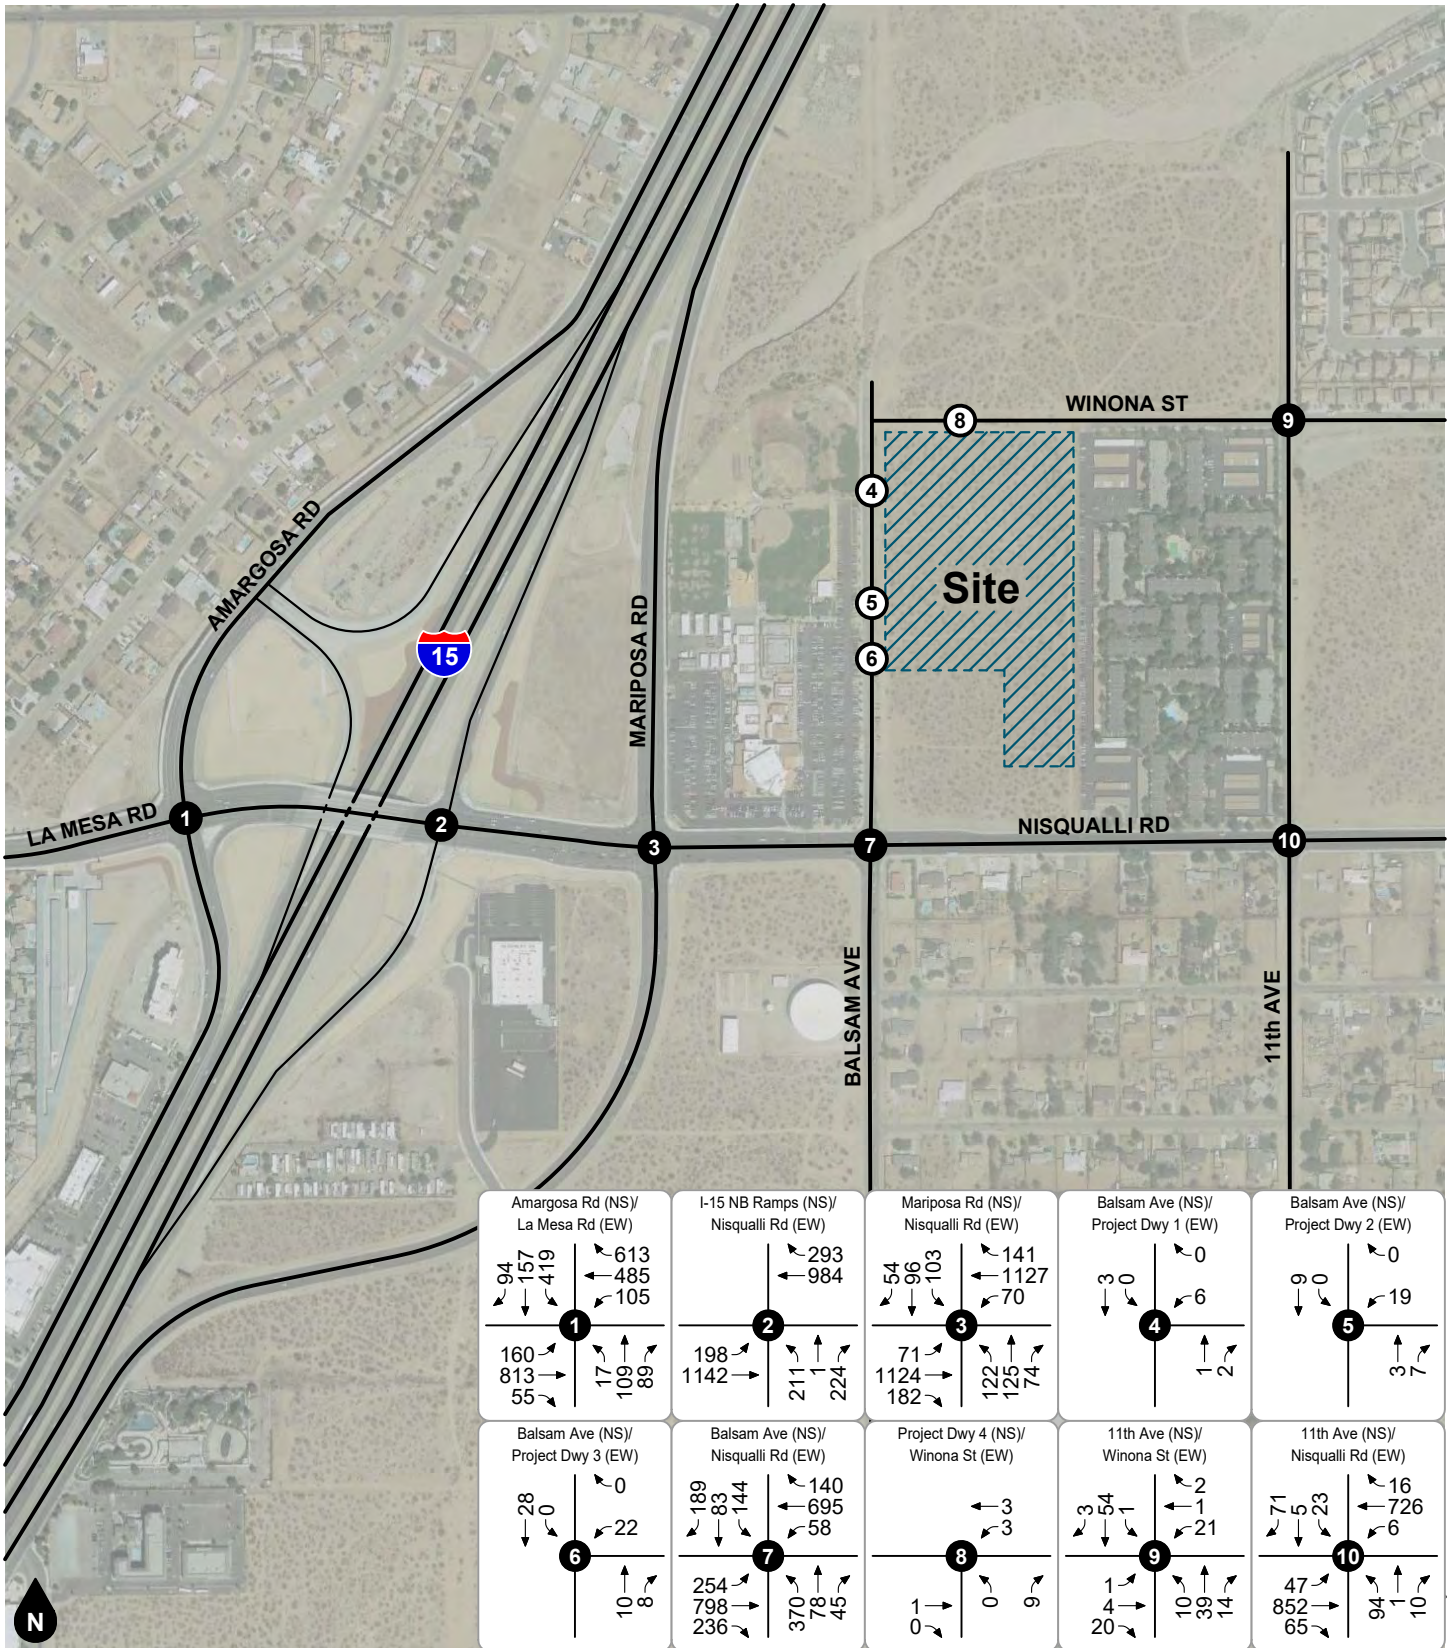 WINONA ST
8
9
4
AMARGOSA RD
5
Site
15
6
MARIPOSA RD
LA MESA RD
1
2
3
7
NISQUALLI RD
10
BALSAM AVE
11th AVE
Amargosa Rd (NS)/
La Mesa Rd (EW)
94 157 419
613
485
105
1
160
813
55
17 109 89
I-15 NB Ramps (NS)/
Nisqualli Rd (EW)
293
984
2
198
1142
211 1 224
Mariposa Rd (NS)/
Nisqualli Rd (EW)
54 96 103
141
1127
70
3
71
1124
182
122 125 74
Balsam Ave (NS)/
Project Dwy 1 (EW)
3 0
0
6
4
1 2
Balsam Ave (NS)/
Project Dwy 2 (EW)
9 0
0
19
5
3 7
Balsam Ave (NS)/
Project Dwy 3 (EW)
28 0
0
22
6
10 8
Balsam Ave (NS)/
Nisqualli Rd (EW)
189 83 144
140
695
58
7
254
798
236
370 78 45
Project Dwy 4 (NS)/
Winona St (EW)
3
3
8
1
0
0 9
11th Ave (NS)/
Winona St (EW)
3 54 1
2
1
21
9
1
4
20
10 39 14
11th Ave (NS)/
Nisqualli Rd (EW)
71 5 23
16
726
6
10
47
852
65
94 1 10
N